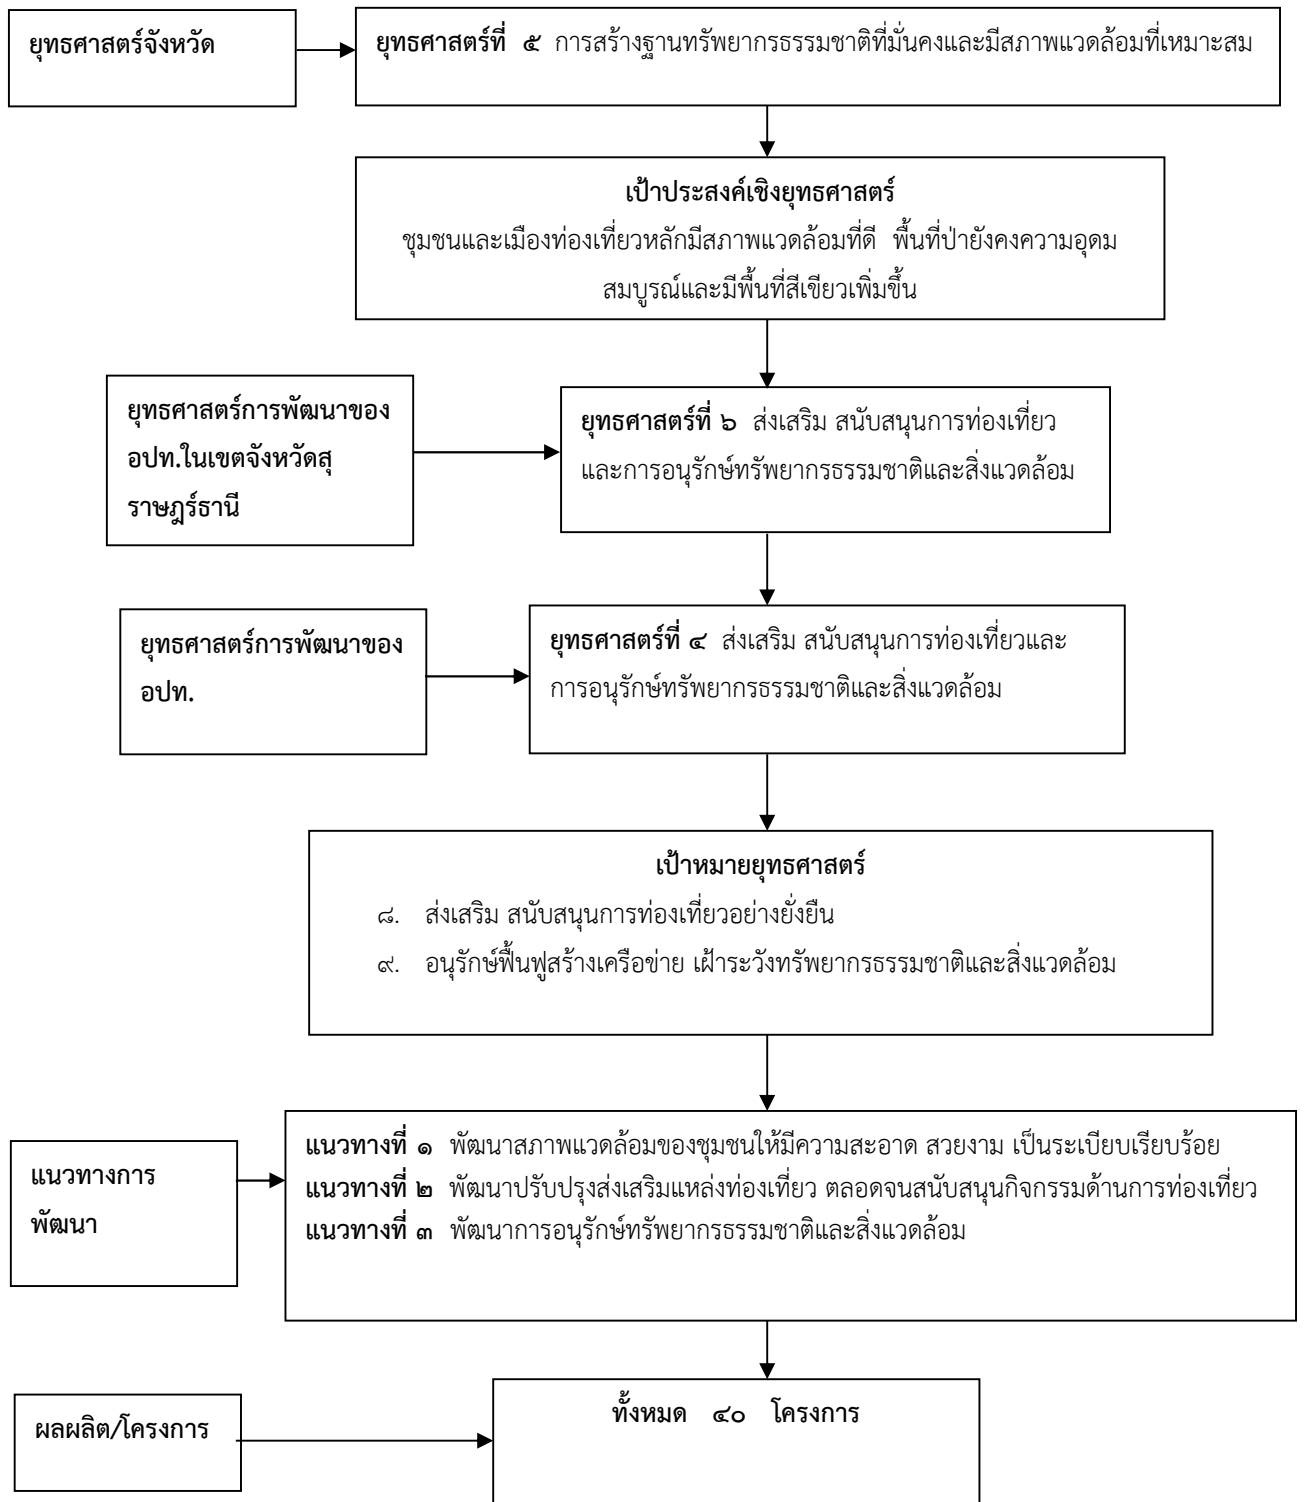 ยุทธศาสตร์จังหวัด
ยุทธศาสตร์ที่ ๕ การสร้างฐานทรัพยากรธรรมชาติที่มั่นคงและมีสภาพแวดล้อมที่เหมาะสม
เป้าประสงค์เชิงยุทธศาสตร์
ชุมชนและเมืองท่องเที่ยวหลักมีสภาพแวดล้อมที่ดี พื้นที่ป่ายังคงความอุดม
สมบูรณ์และมีพื้นที่สีเขียวเพิ่มขึ้น
ยุทธศาสตร์การพัฒนาของ
อปท.ในเขตจังหวัดสุ
ราษฎร์ธานี
ยุทธศาสตร์ที่ ๖ ส่งเสริม สนับสนุนการท่องเที่ยว
และการอนุรักษ์ทรัพยากรธรรมชาติและสิ่งแวดล้อม
ยุทธศาสตร์การพัฒนาของ
อปท.
ยุทธศาสตร์ที่ ๔ ส่งเสริม สนับสนุนการท่องเที่ยวและ
การอนุรักษ์ทรัพยากรธรรมชาติและสิ่งแวดล้อม
เป้าหมายยุทธศาสตร์
๘. ส่งเสริม สนับสนุนการท่องเที่ยวอย่างยั่งยืน
๙. อนุรักษ์ฟื้นฟูสร้างเครือข่าย เฝ้าระวังทรัพยากรธรรมชาติและสิ่งแวดล้อม
แนวทางการ
พัฒนา
แนวทางที่ ๑ พัฒนาสภาพแวดล้อมของชุมชนให้มีความสะอาด สวยงาม เป็นระเบียบเรียบร้อย
แนวทางที่ ๒ พัฒนาปรับปรุงส่งเสริมแหล่งท่องเที่ยว ตลอดจนสนับสนุนกิจกรรมด้านการท่องเที่ยว
แนวทางที่ ๓ พัฒนาการอนุรักษ์ทรัพยากรธรรมชาติและสิ่งแวดล้อม
ผลผลิต/โครงการ
ทั้งหมด ๔๐ โครงการ